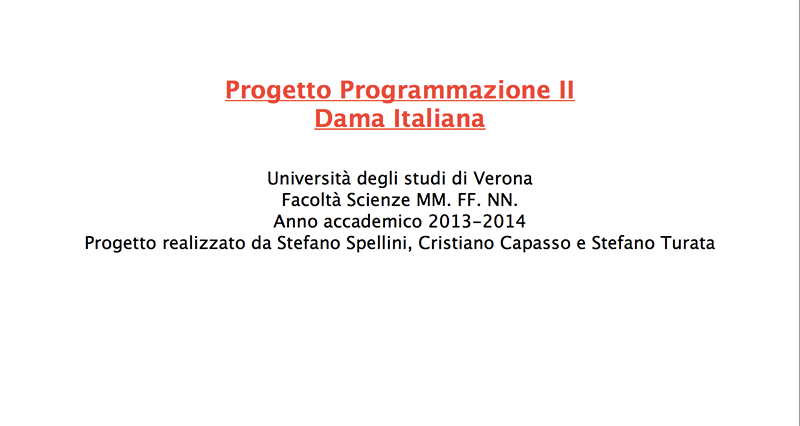 Progetto Programmazione II
Dama Italiana
Università degli studi di Verona
Facoltà Scienze MM. FF. NN.
Anno accademico 2013-2014
Progetto realizzato da Stefano Spellini, Cristiano Capasso e Stefano Turata